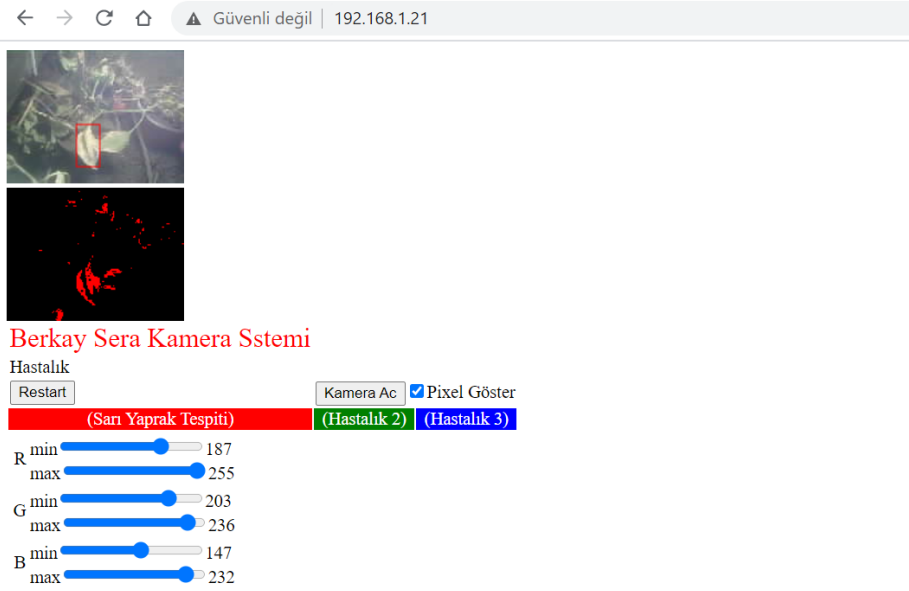 Güvenli değil | 192.168.1.21
Berkay Sera Kamera Sstemi
Hastalık
Restart Kamera Ac Pixel Göster
(Sarı Yaprak Tespiti) (Hastalık 2) (Hastalık 3)
R min 187
max 255
G min 203
max 236
B min 147
max 232